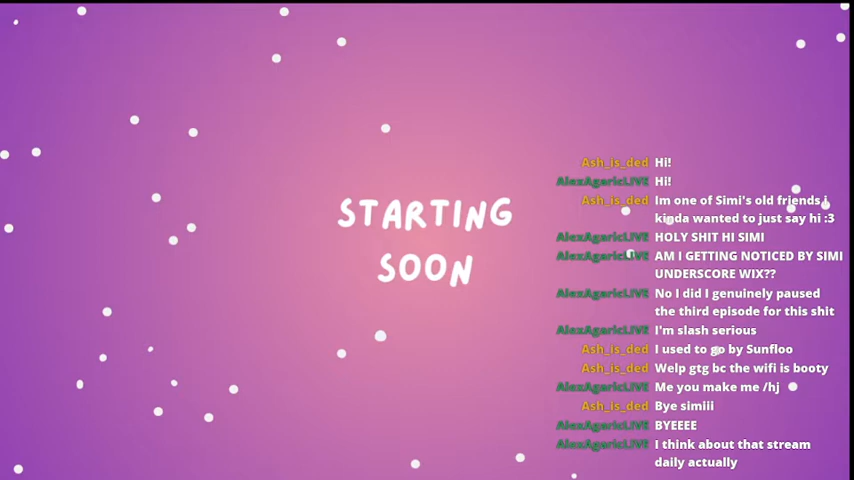 STARTING
SOON
Ash_is_ded Hi!
AlexAgaricLIVE Hi!
Ash_is_ded Im one of Simi's old friends i
kinda wanted to just say hi :3
AlexAgaricLIVE HOLY SHIT HI SIMI
AlexAgaricLIVE AM I GETTING NOTICED BY SIMI
UNDERSCORE WIX??
AlexAgaricLIVE No I did I genuinely paused
the third episode for this shit
AlexAgaricLIVE I'm slash serious
Ash_is_ded I used to go by Sunfloo
Ash_is_ded Welp gtg bc the wifi is booty
AlexAgaricLIVE Me you make me /hj
Ash_is_ded Bye simiii
AlexAgaricLIVE BYEEEE
AlexAgaricLIVE I think about that stream
daily actually